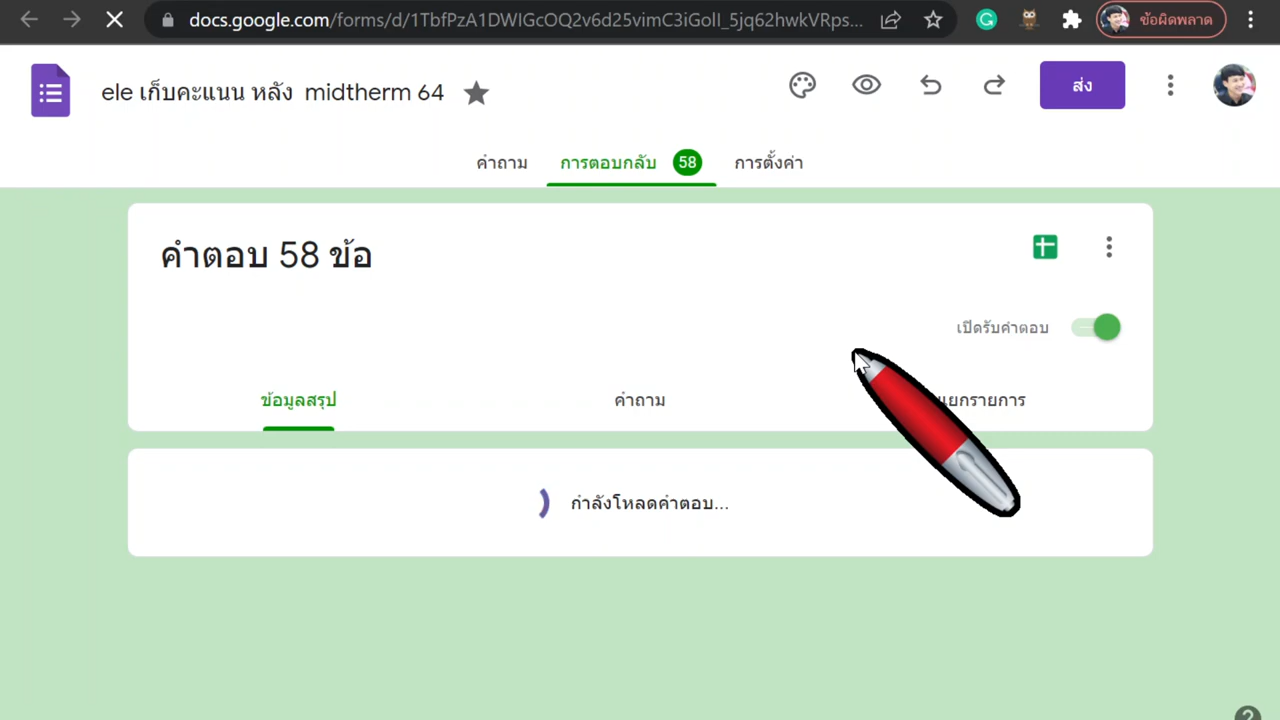 docs.google.com/forms/d/1TbfPzA1DWIGcOQ2v6d25vimC3iGoII_5jq62hwkVRps...
ข้อผิดพลาด
ele เก็บคะแนน หลัง midtherm 64
ส่ง
คำถาม
การตอบกลับ 58
การตั้งค่า
คำตอบ 58 ข้อ
เปิดรับคำตอบ
ข้อมูลสรุป
คำถาม
แยกรายการ
กำลังโหลดคำตอบ...